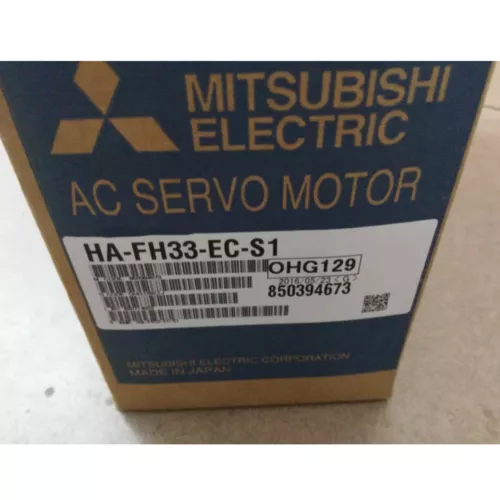 MITSUBISHI
ELECTRIC
AC SERVO MOTOR
HA-FH33-EC-S1
OHG129
850394673
MITSUBISHI ELECTRIC CORPORATION
MADE IN JAPAN